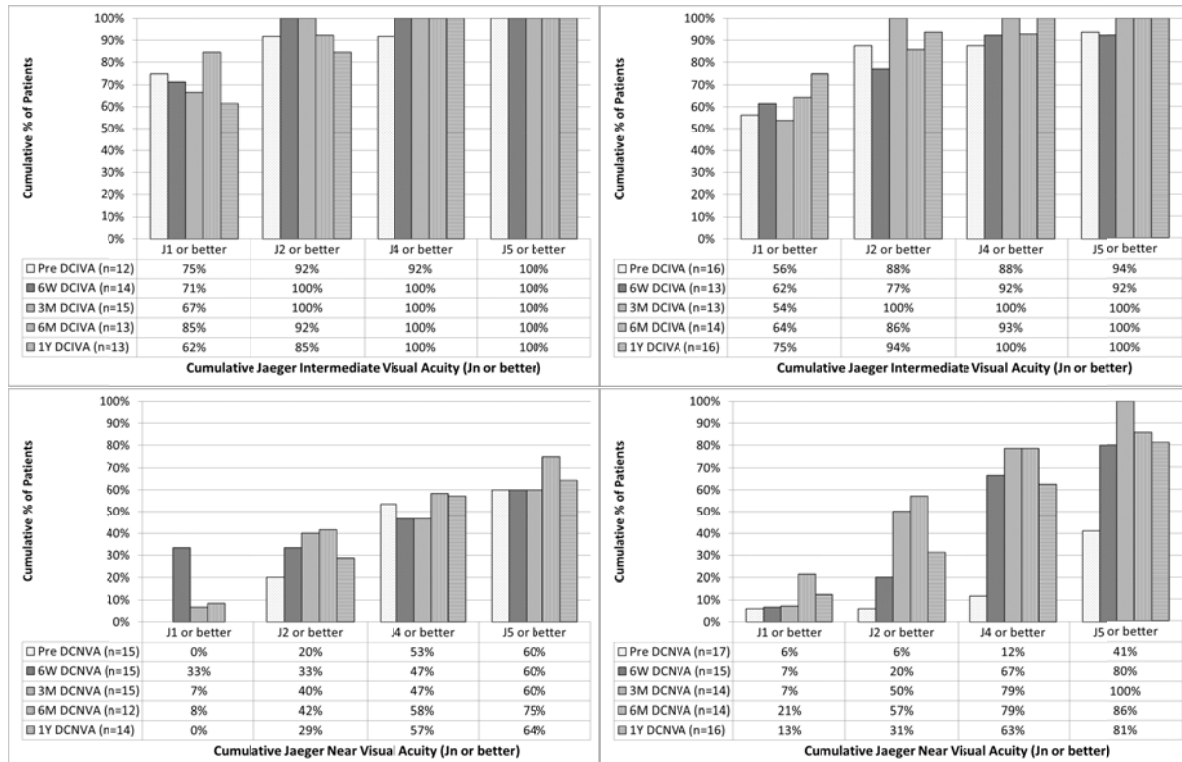 100%
90%
80%
70%
60%
50%
40%
30%
20%
10%
0%
Cumulative % of Patients
J1 or better J2 or better J4 or better J5 or better
Pre DCIVA (n=12) 75% 92% 92% 100%
6W DCIVA (n=14) 71% 100% 100% 100%
3M DCIVA (n=15) 67% 100% 100% 100%
6M DCIVA (n=13) 85% 92% 100% 100%
1Y DCIVA (n=13) 62% 85% 100% 100%
Cumulative Jaeger Intermediate Visual Acuity (Jn or better)
100%
90%
80%
70%
60%
50%
40%
30%
20%
10%
0%
Cumulative % of Patients
J1 or better J2 or better J4 or better J5 or better
Pre DCIVA (n=16) 56% 88% 88% 94%
6W DCIVA (n=13) 62% 77% 92% 92%
3M DCIVA (n=13) 54% 100% 100% 100%
6M DCIVA (n=14) 64% 86% 93% 100%
1Y DCIVA (n=16) 75% 94% 100% 100%
Cumulative Jaeger Intermediate Visual Acuity (Jn or better)
100%
90%
80%
70%
60%
50%
40%
30%
20%
10%
0%
Cumulative % of Patients
J1 or better J2 or better J4 or better J5 or better
Pre DCNVA (n=15) 0% 20% 53% 60%
6W DCNVA (n=15) 33% 33% 47% 60%
3M DCNVA (n=15) 7% 40% 47% 60%
6M DCNVA (n=12) 8% 42% 58% 75%
1Y DCNVA (n=14) 0% 29% 57% 64%
Cumulative Jaeger Near Visual Acuity (Jn or better)
100%
90%
80%
70%
60%
50%
40%
30%
20%
10%
0%
Cumulative % of Patients
J1 or better J2 or better J4 or better J5 or better
Pre DCNVA (n=17) 6% 6% 12% 41%
6W DCNVA (n=15) 7% 20% 67% 80%
3M DCNVA (n=14) 7% 50% 79% 100%
6M DCNVA (n=14) 21% 57% 79% 86%
1Y DCNVA (n=16) 13% 31% 63% 81%
Cumulative Jaeger Near Visual Acuity (Jn or better)